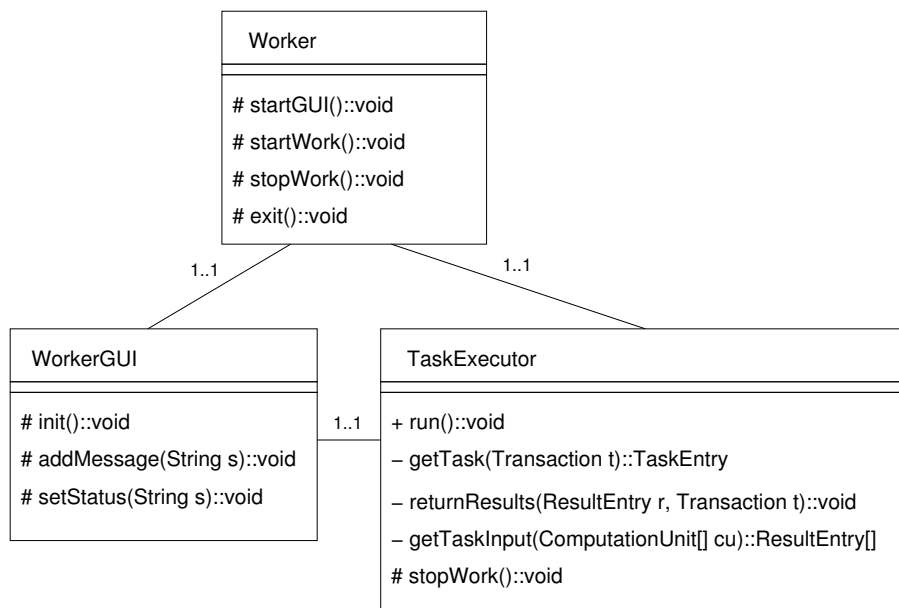 Worker
# startGUI()::void
# startWork()::void
# stopWork()::void
# exit()::void
1..1
1..1
WorkerGUI
# init()::void
# addMessage(String s)::void
# setStatus(String s)::void
1..1
TaskExecutor
+ run()::void
− getTask(Transaction t)::TaskEntry
− returnResults(ResultEntry r, Transaction t)::void
− getTaskInput(ComputationUnit[] cu)::ResultEntry[]
# stopWork()::void